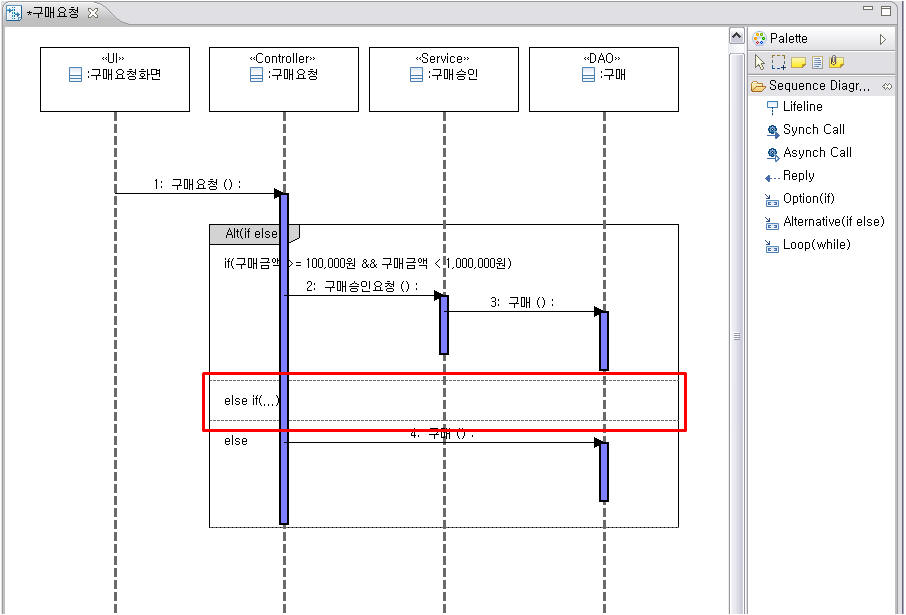 *구매요청
«UI»
:구매요청화면
«Controller»
:구매요청
«Service»
:구매승인
«DAO»
:구매
1: 구매요청 () :
Alt(if else
if(구매금액 >= 100,000원 && 구매금액 < 1,000,000원)
2: 구매승인요청 () :
3: 구매 () :
else if(...)
else
4: 구매 () :
Palette
Sequence Diagr...
Lifeline
Synch Call
Asynch Call
Reply
Option(if)
Alternative(if else)
Loop(while)